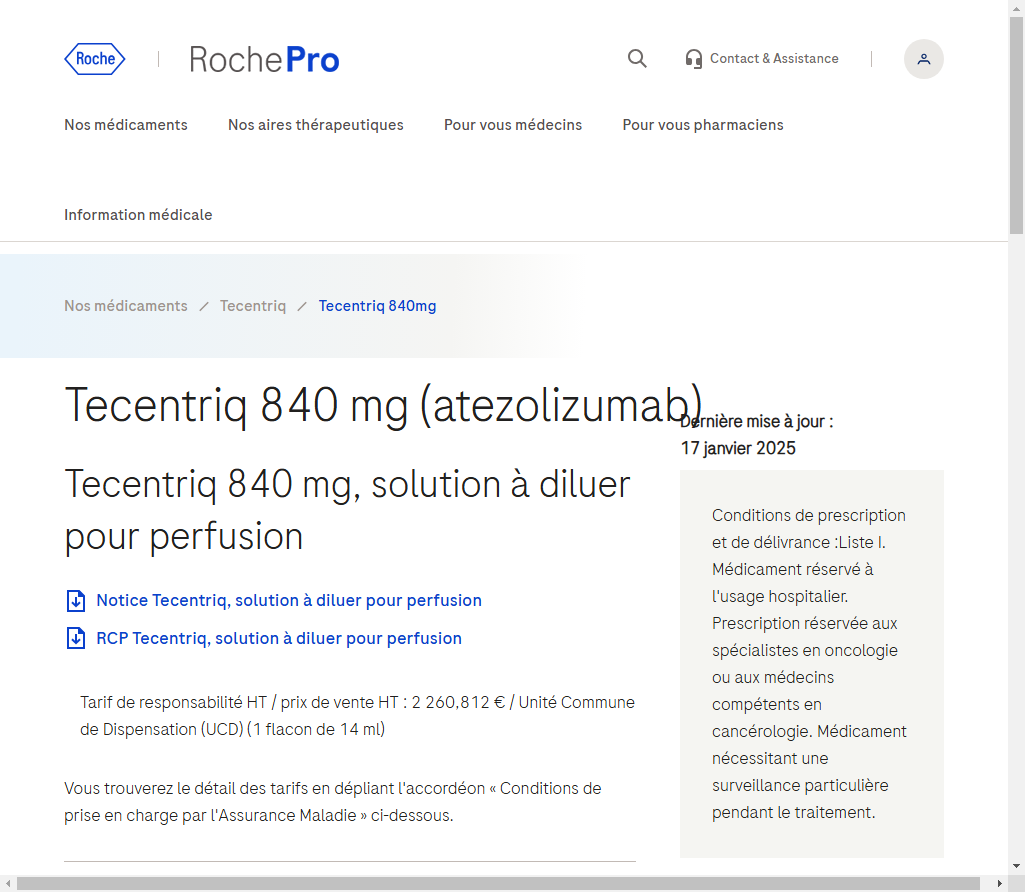 Roche
RochePro
Contact & Assistance
Nos médicaments
Nos aires thérapeutiques
Pour vous médecins
Pour vous pharmaciens
Information médicale
Nos médicaments / Tecentriq / Tecentriq 840mg
Tecentriq 840 mg (atezolizumab)
Tecentriq 840 mg, solution à diluer
pour perfusion
Notice Tecentriq, solution à diluer pour perfusion
RCP Tecentriq, solution à diluer pour perfusion
Tarif de responsabilité HT / prix de vente HT : 2 260,812 € / Unité Commune
de Dispensation (UCD) (1 flacon de 14 ml)
Vous trouverez le détail des tarifs en dépliant l'accordéon « Conditions de
prise en charge par l'Assurance Maladie » ci-dessous.
Dernière mise à jour :
17 janvier 2025
Conditions de prescription
et de délivrance :Liste I.
Médicament réservé à
l'usage hospitalier.
Prescription réservée aux
spécialistes en oncologie
ou aux médecins
compétents en
cancérologie. Médicament
nécessitant une
surveillance particulière
pendant le traitement.